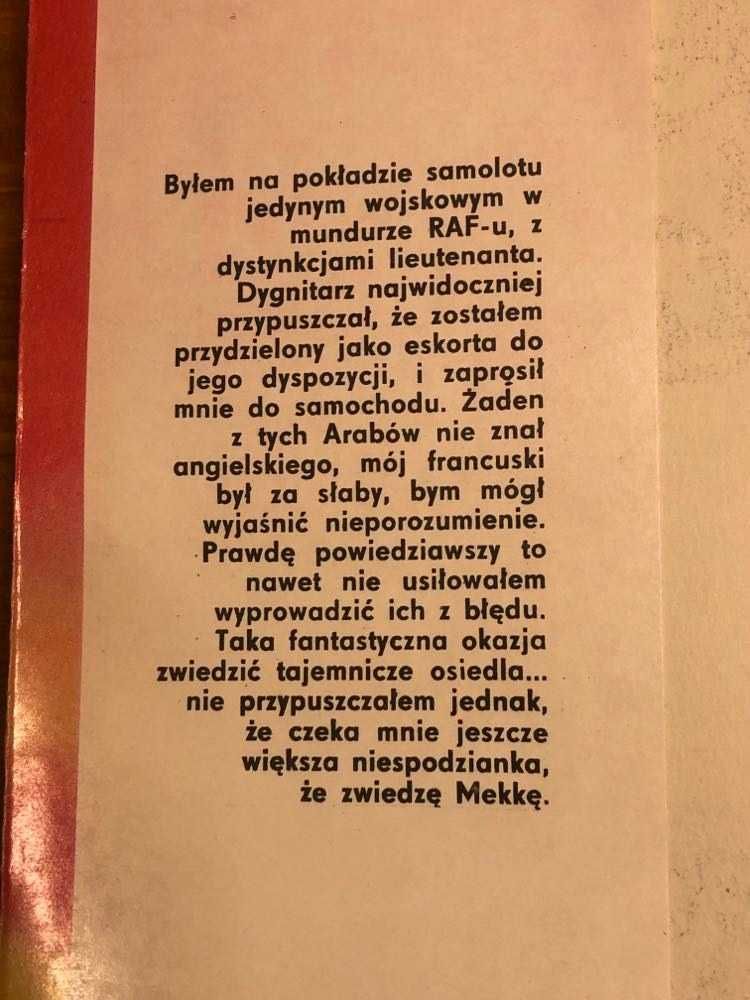 Byłem na pokładzie samolotu
jedynym wojskowym w
mundurze RAF-u, z
dystynkcjami lieutenanta.
Dygnitarz najwidoczniej
przypuszczał, że zostałem
przydzielony jako eskorta do
jego dyspozycji, i zaprosił
mnie do samochodu. Żaden
z tych Arabów nie znał
angielskiego, mój francuski
był za słaby, bym mógł
wyjaśnić nieporozumienie.
Prawdę powiedziawszy to
nawet nie usiłowałem
wyprowadzić ich z błędu.
Taka fantastyczna okazja
zwiedzić tajemnicze osiedla...
nie przypuszczałem jednak,
że czeka mnie jeszcze
większa niespodzianka,
że zwiedzę Mekkę.